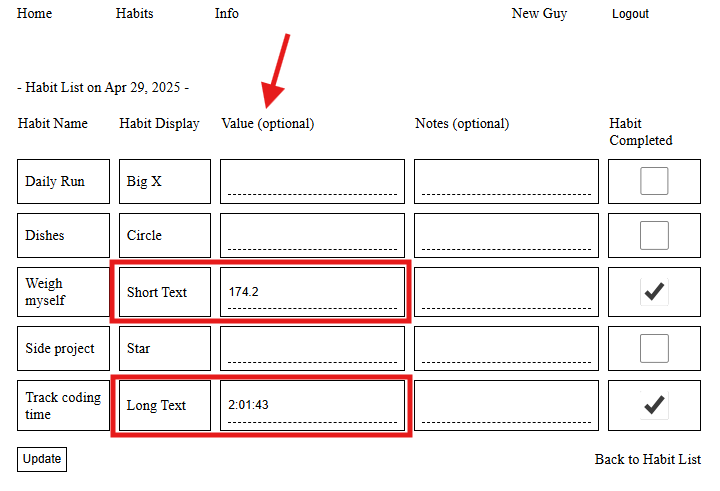 Home Habits Info New Guy Logout
- Habit List on Apr 29, 2025 -
Habit Name Habit Display Value (optional) Notes (optional) Habit
Completed
Daily Run Big X
Dishes Circle
Weigh
myself Short Text 174.2
Side project Star
Track coding
time Long Text 2:01:43
Update Back to Habit List